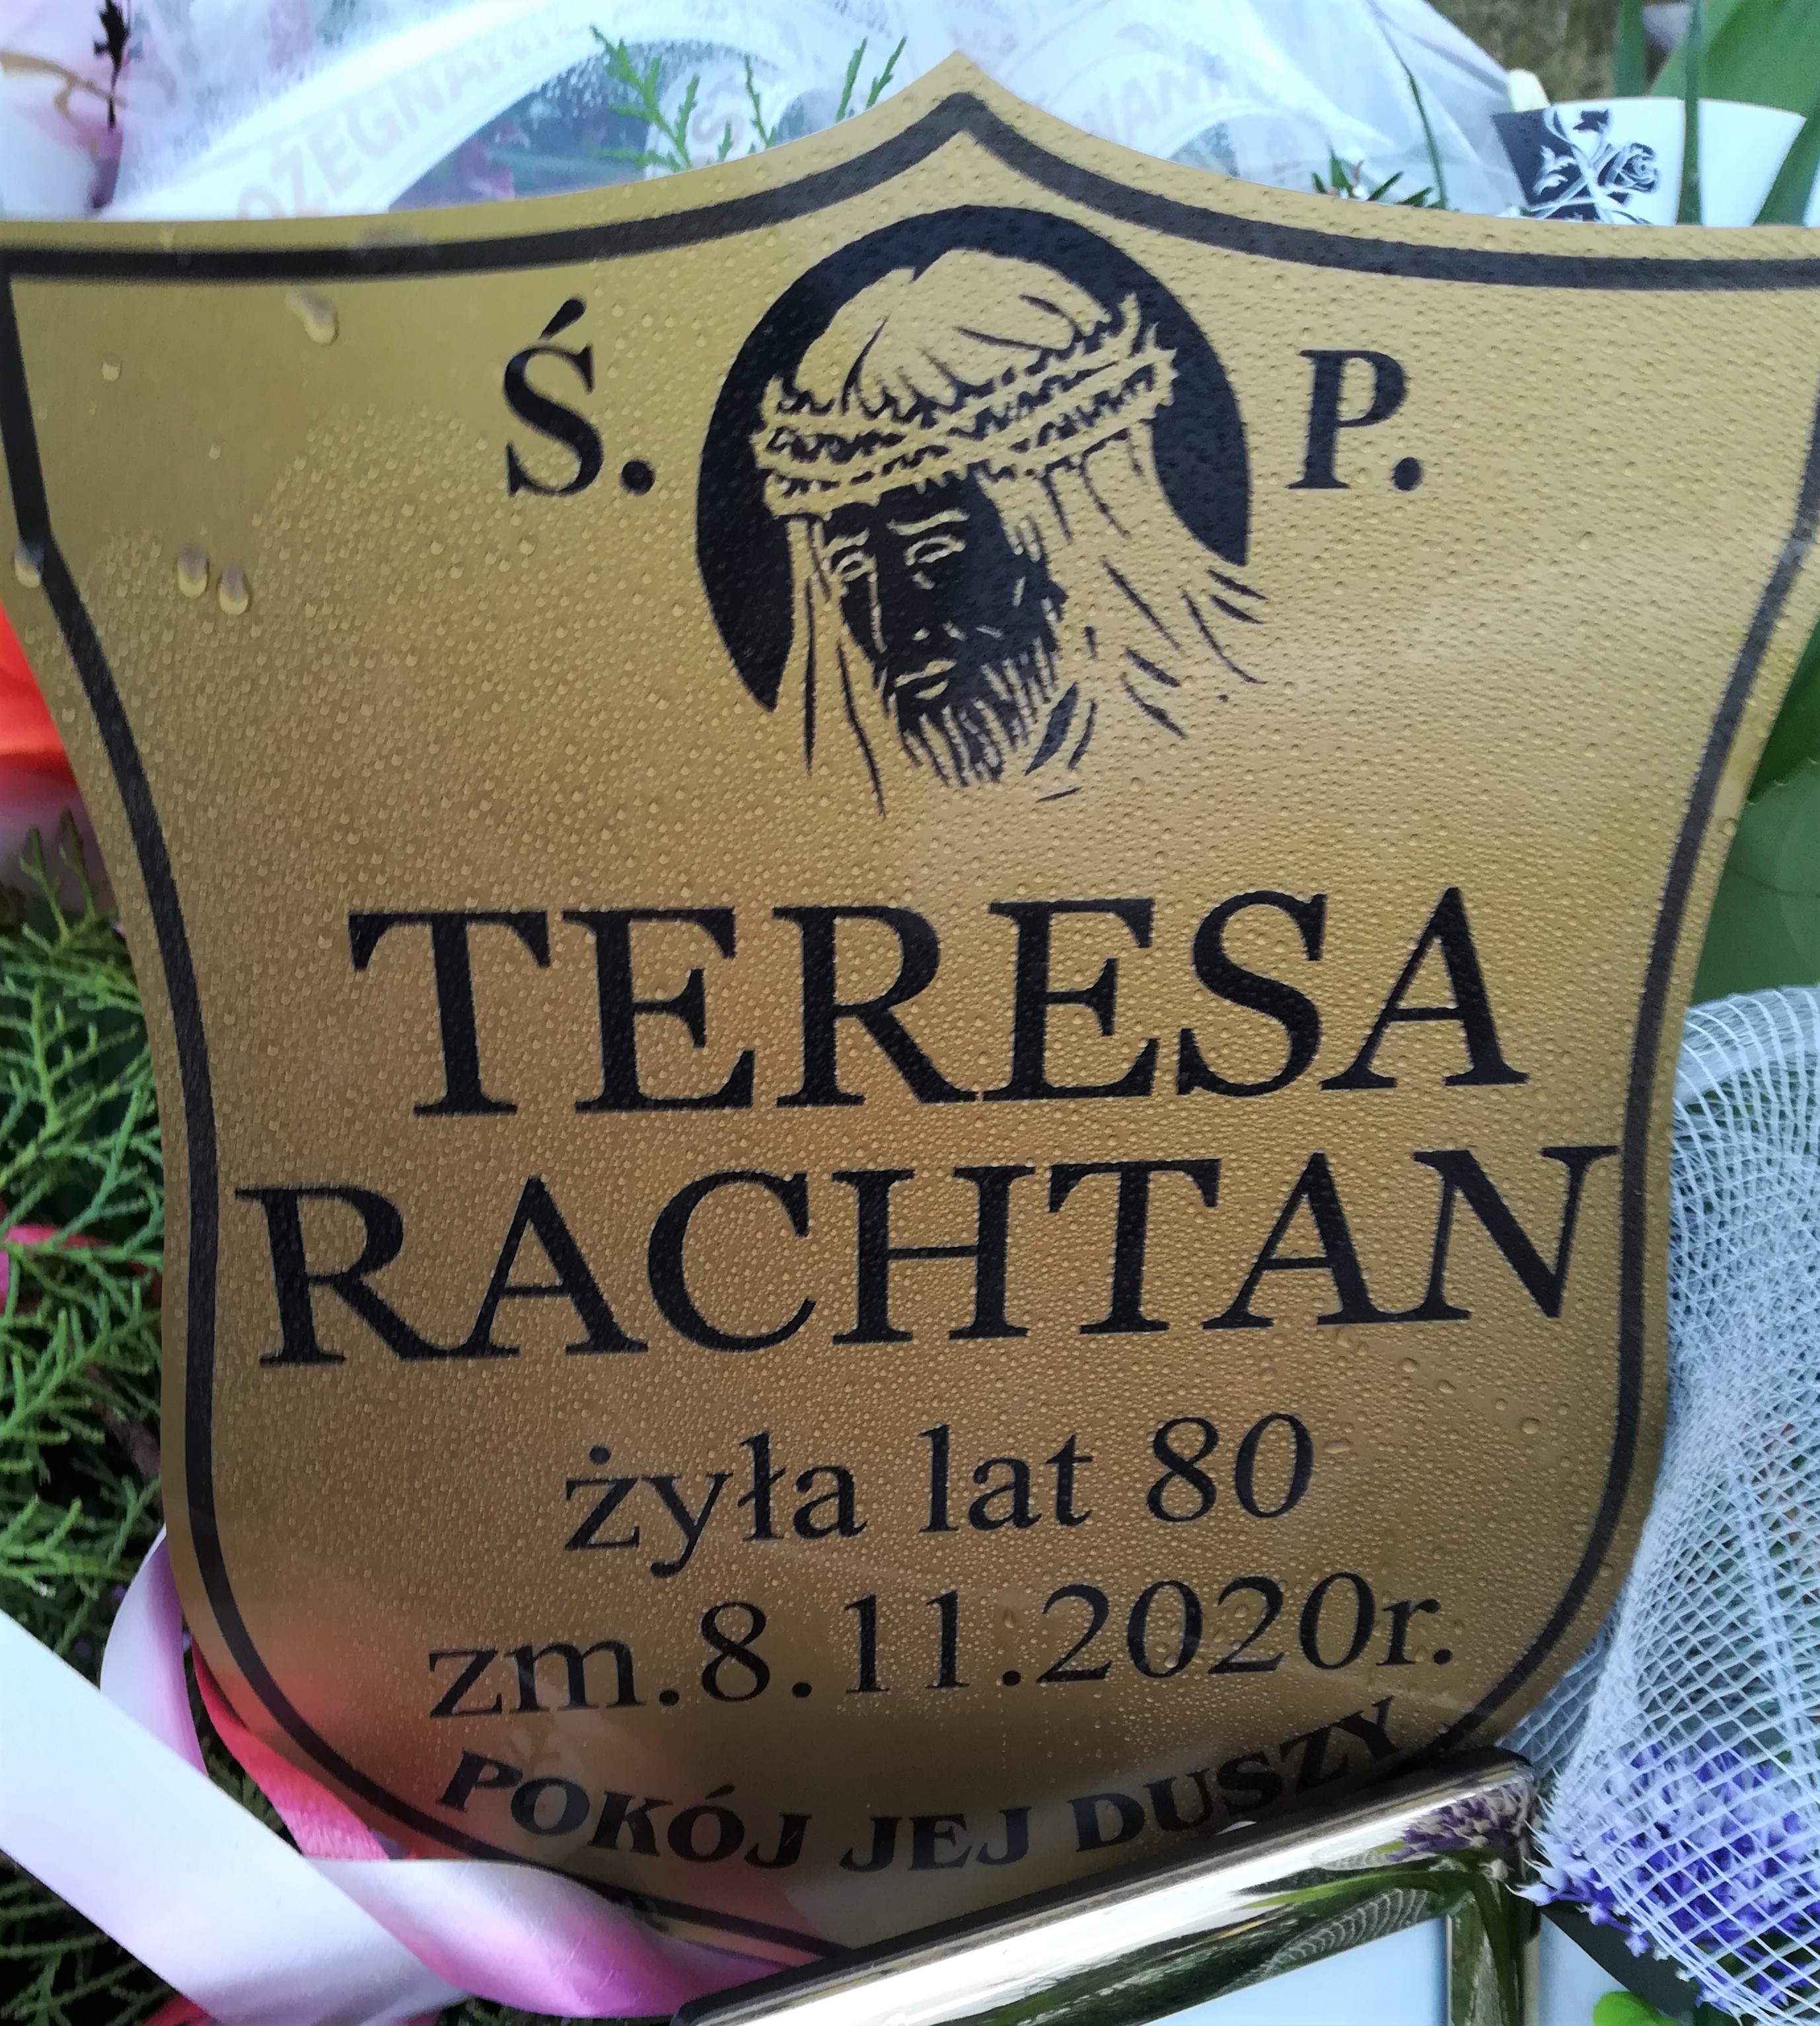 Ś. P.
TERESA
RACHTAN
żyła lat 80
zm.8.11.2020r.
POKÓJ JEJ DUSZY